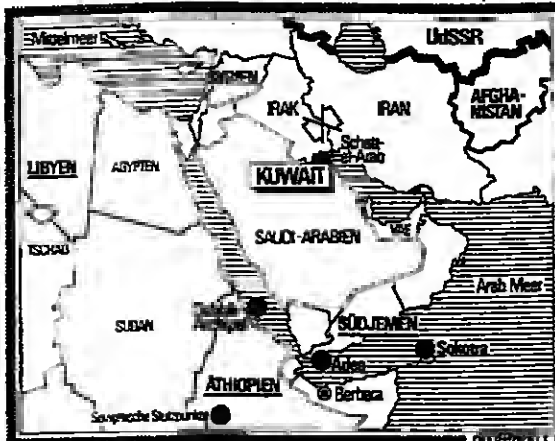 Mittelmeer
UdSSR
SYRIEN
IRAK
IRAN
AFGHA-
NISTAN
Schatt-
el-Arab
LIBYEN
ÄGYPTEN
KUWAIT
VAE
SAUDI-ARABIEN
TSCHAD
Arab Meer
SUDAN
Dahlak
Archipel
SÜDJEMEN
Aden
Sokotra
ÄTHIOPIEN
Berbera
Sowjetische Stützpunkte